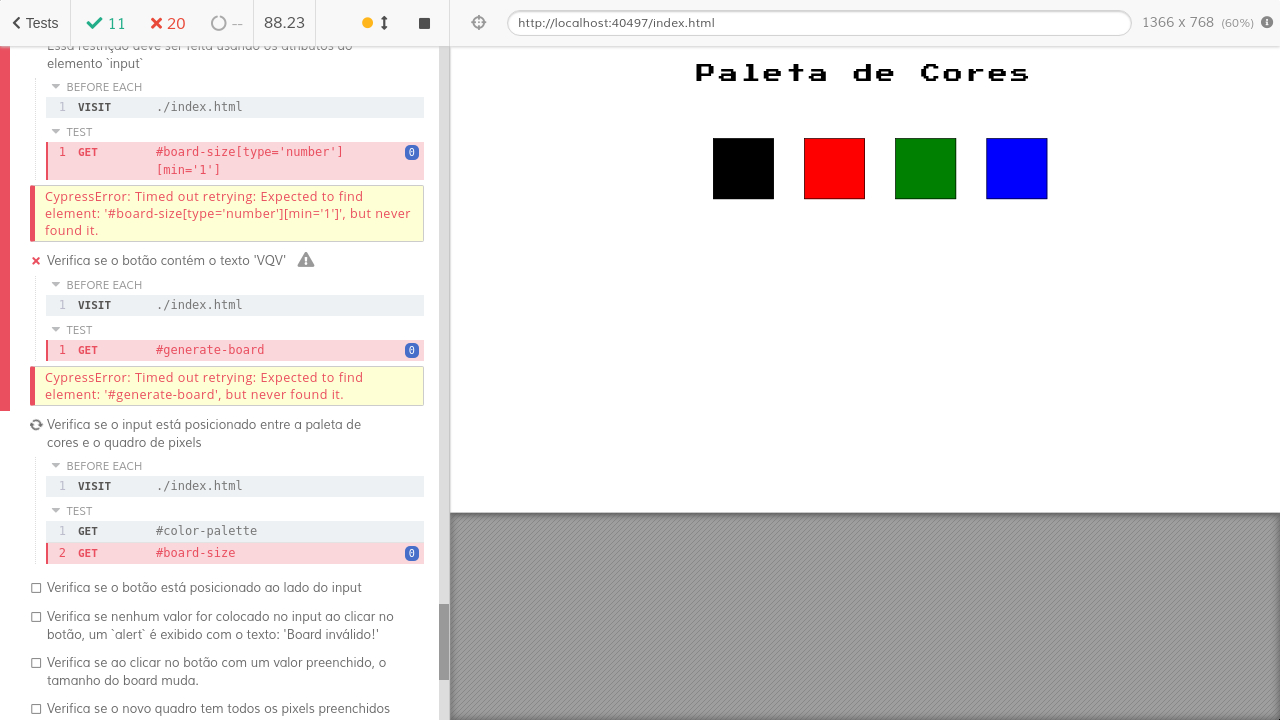 Tests 11 20 -- 88.23
http://localhost:40497/index.html 1366 x 768 (60%)
Essa restrição deve ser feita usando os atributos do
elemento `input`
BEFORE EACH
1 VISIT ./index.html
TEST
1 GET #board-size[type='number'] 0
[min='1']
CypressError: Timed out retrying: Expected to find
element: '#board-size[type='number'][min='1']', but never
found it.
Verifica se o botão contém o texto 'VQV'
BEFORE EACH
1 VISIT ./index.html
TEST
1 GET #generate-board 0
CypressError: Timed out retrying: Expected to find
element: '#generate-board', but never found it.
Verifica se o input está posicionado entre a paleta de
cores e o quadro de pixels
BEFORE EACH
1 VISIT ./index.html
TEST
1 GET #color-palette
2 GET #board-size 0
Verifica se o botão está posicionado ao lado do input
Verifica se nenhum valor for colocado no input ao clicar no
botão, um `alert` é exibido com o texto: 'Board inválido!'
Verifica se ao clicar no botão com um valor preenchido, o
tamanho do board muda.
Verifica se o novo quadro tem todos os pixels preenchidos
Paleta de Cores